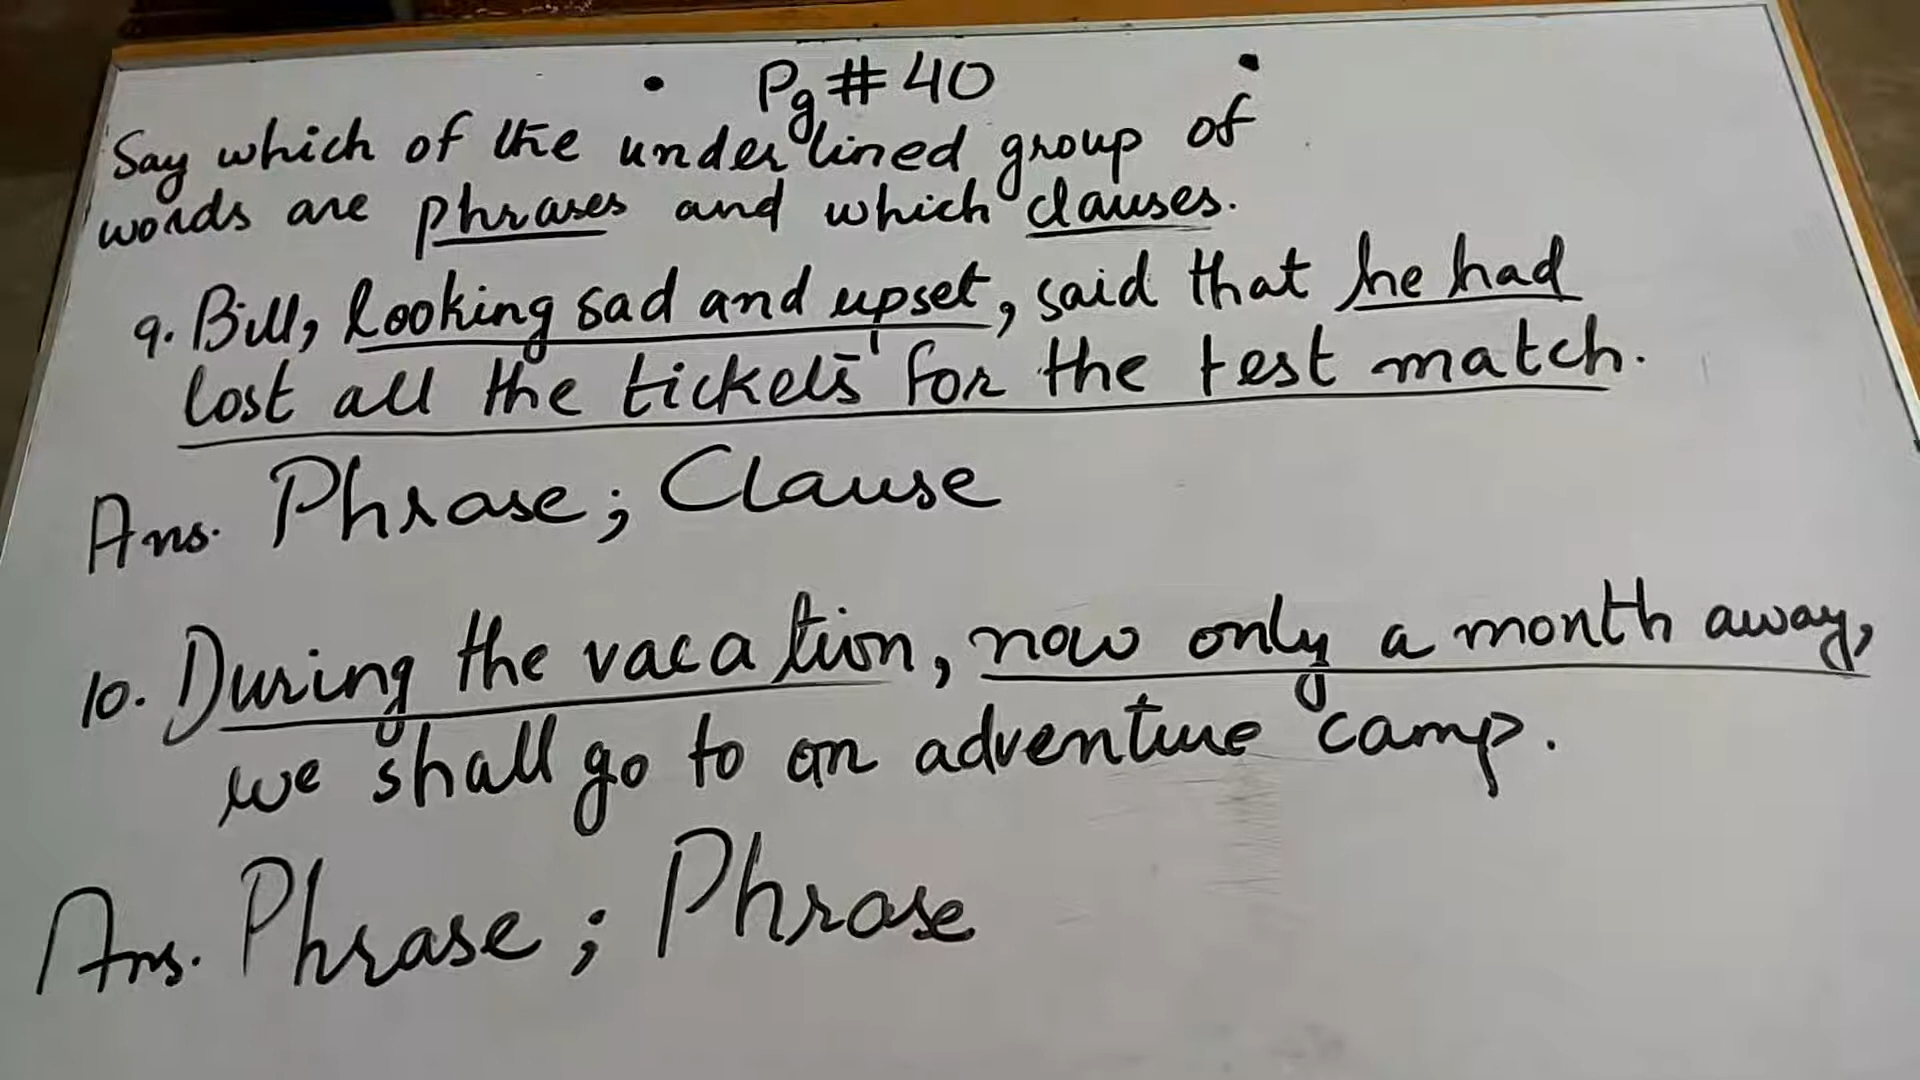 Pg # 40
Say which of the underlined group of
words are phrases and which clauses.
9. Bill, looking sad and upset, said that he had
lost all the tickets for the test match.
Ans. Phrase; Clause
10. During the vacation, now only a month away,
we shall go to an adventure camp.
Ans. Phrase; Phrase